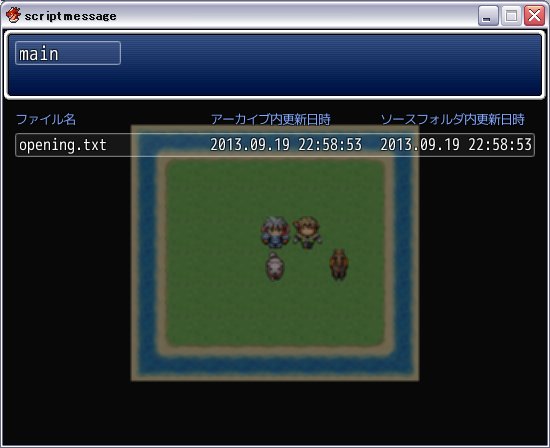 script message
main
ファイル名 アーカイブ内更新日時 ソースフォルダ内更新日時
opening.txt 2013.09.19 22:58:53 2013.09.19 22:58:53